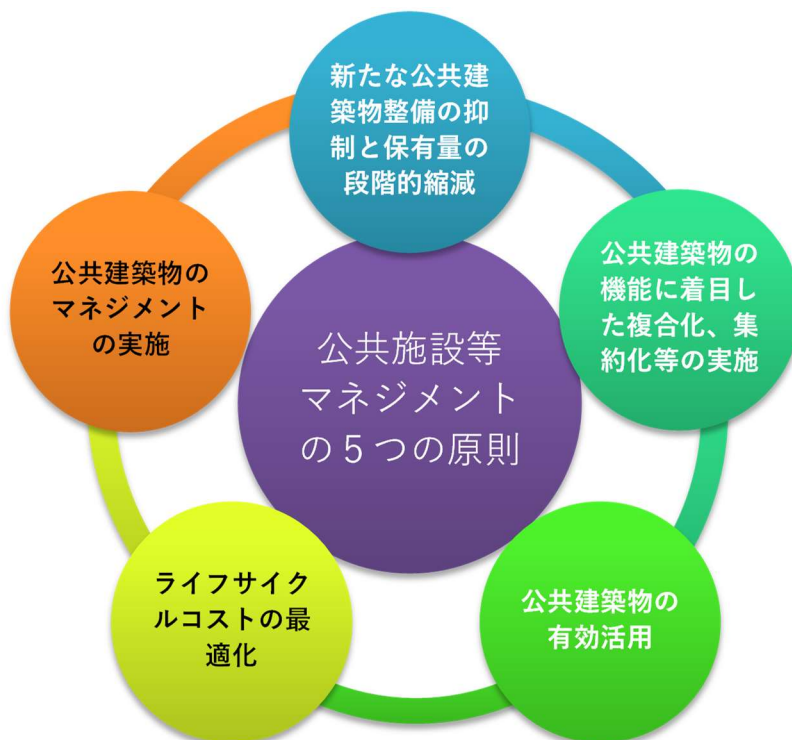 新たな公共建
築物整備の抑
制と保有量の
段階的縮減
公共建築物の
機能に着目し
た複合化、集
約化等の実施
公共建築物の
有効活用
ライフサイク
ルコストの最
適化
公共建築物の
マネジメント
の実施
公共施設等
マネジメント
の５つの原則